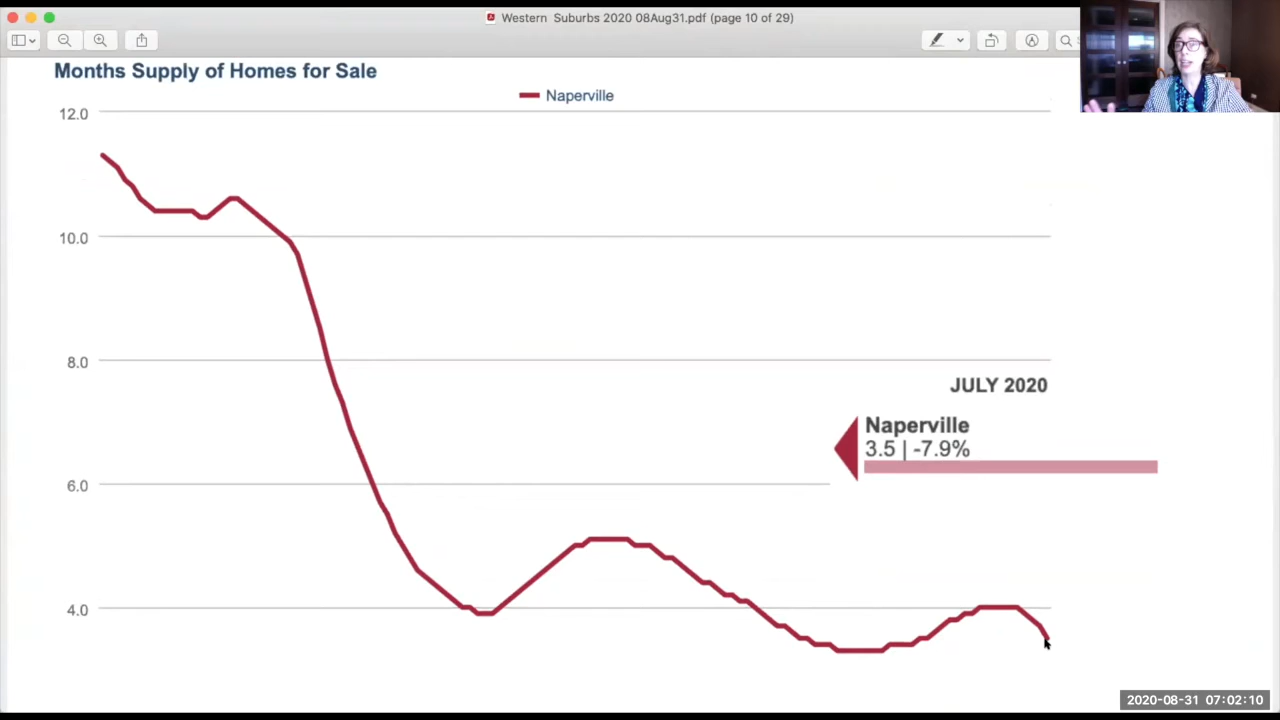 Western Suburbs 2020 08Aug31.pdf (page 10 of 29)
Months Supply of Homes for Sale
Naperville
12.0
10.0
8.0
JULY 2020
Naperville
3.5 | -7.9%
6.0
4.0
2020-08-31 07:02:10